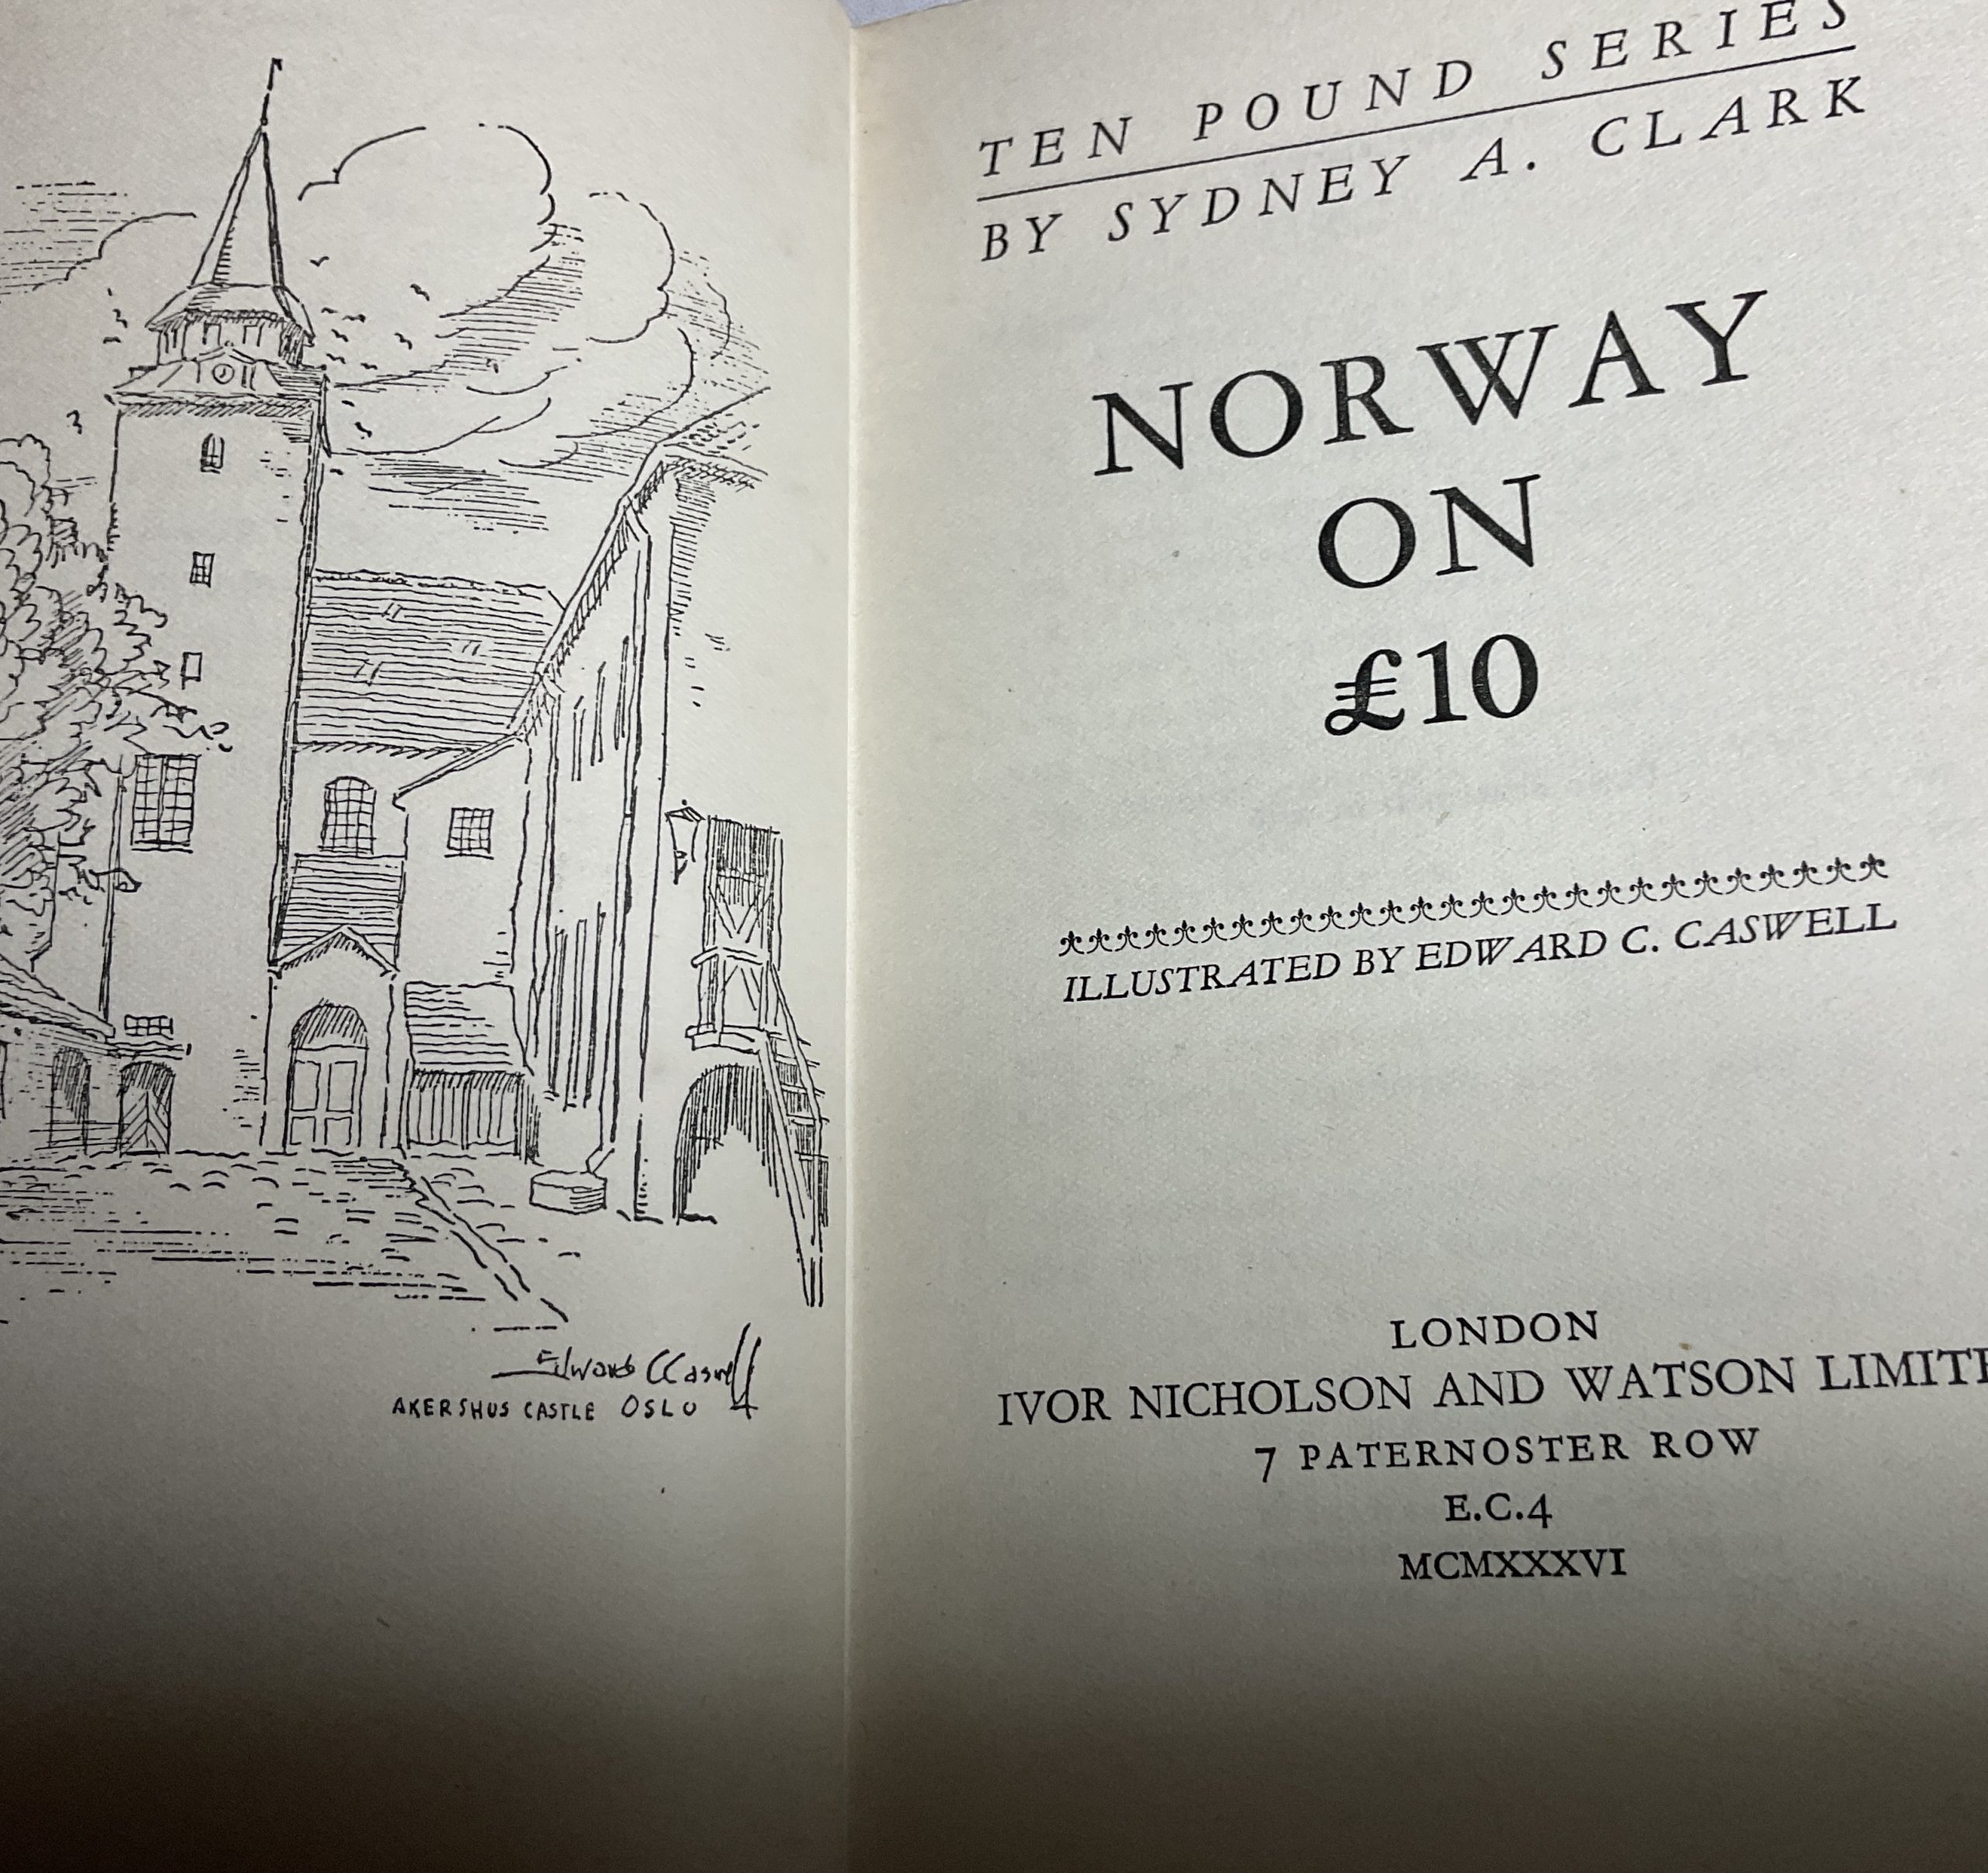 Edward C Caswell
AKERSHUS CASTLE OSLO
TEN POUND SERIES
BY SYDNEY A. CLARK
NORWAY
ON
£10
ILLUSTRATED BY EDWARD C. CASWELL
LONDON
IVOR NICHOLSON AND WATSON LIMITE
7 PATERNOSTER ROW
E.C.4
MCMXXXVI